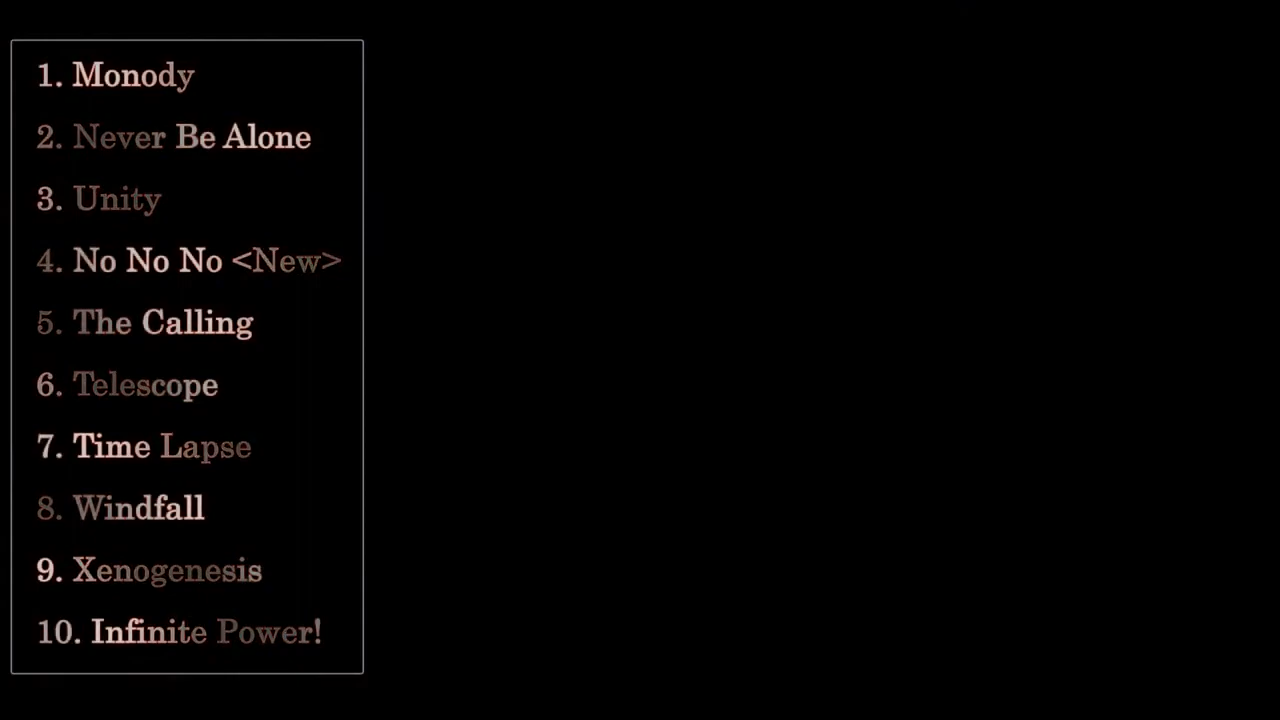 1. Monody
2. Never Be Alone
3. Unity
4. No No No <New>
5. The Calling
6. Telescope
7. Time Lapse
8. Windfall
9. Xenogenesis
10. Infinite Power!